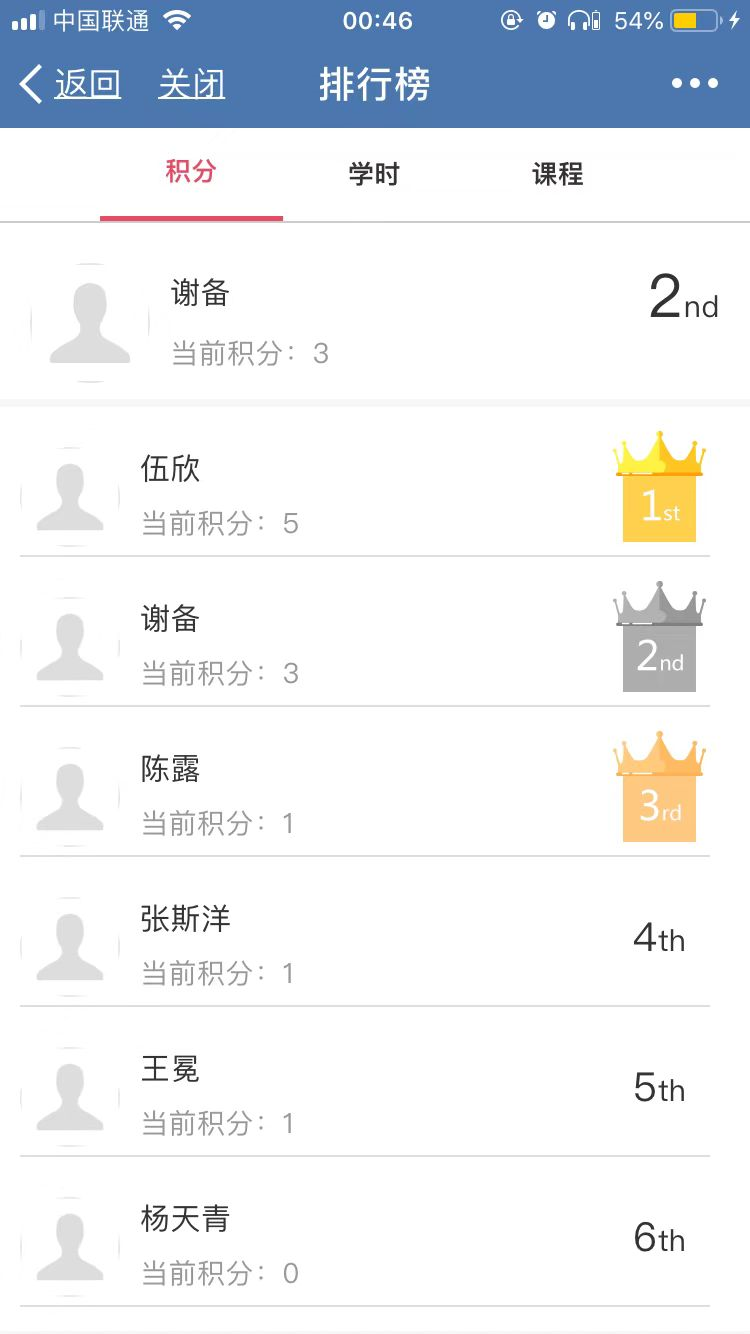 中国联通 00:46 54%
返回 关闭 排行榜
积分 学时 课程
谢备 2nd
当前积分：3
伍欣
当前积分：5 1st
谢备
当前积分：3 2nd
陈露
当前积分：1 3rd
张斯洋
当前积分：1 4th
王冕
当前积分：1 5th
杨天青
当前积分：0 6th